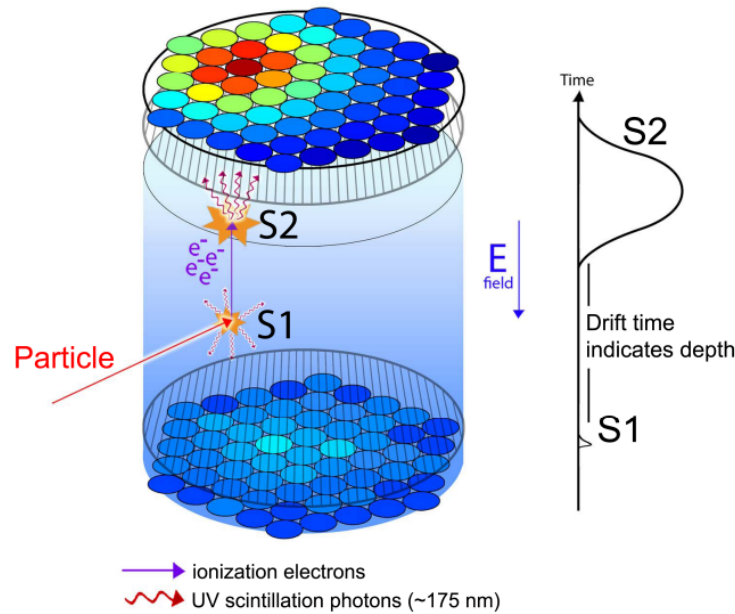 Time
S2
S2
e-
e- e-
e- e-
E
field
Drift time
indicates depth
S1
Particle
S1
ionization electrons
UV scintillation photons (~175 nm)